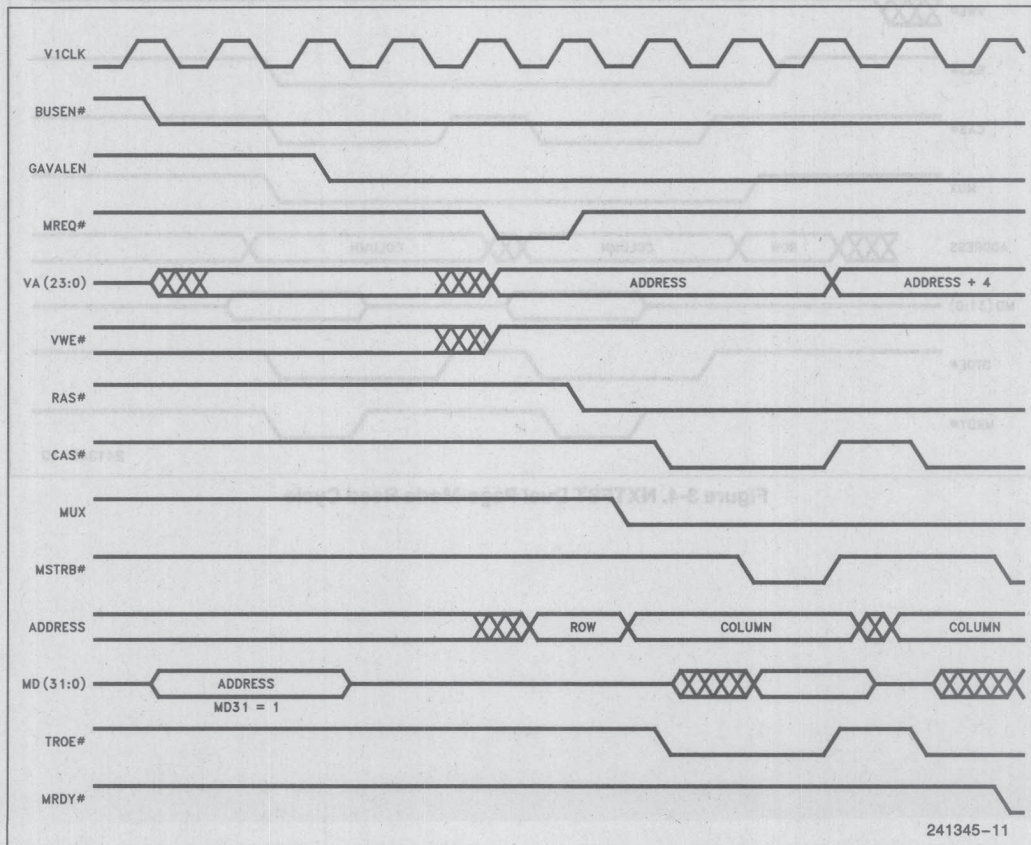 V1CLK
BUSEN#
GAVALEN
MREQ#
VA (23:0)
ADDRESS
ADDRESS + 4
VWE#
RAS#
CAS#
MUX
MSTRB#
ADDRESS
ROW
COLUMN
COLUMN
MD (31:0)
ADDRESS
MD31 = 1
TROE#
MRDY#
241345-11